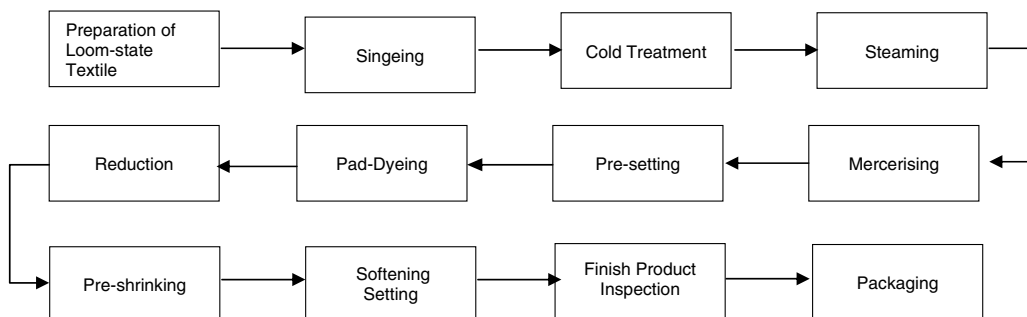 Preparation of
Loom-state
Textile
Singeing
Cold Treatment
Steaming
Reduction
Pad-Dyeing
Pre-setting
Mercerising
Pre-shrinking
Softening
Setting
Finish Product
Inspection
Packaging